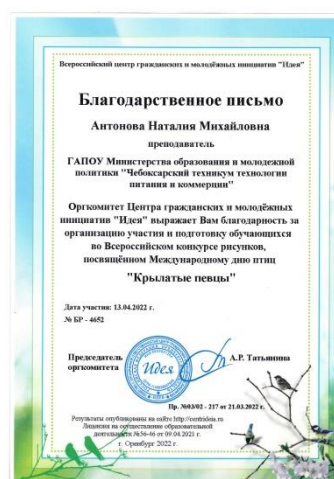 Всероссийский центр гражданских и молодёжных инициатив "Идея"
Благодарственное письмо
Антонова Наталия Михайловна
преподаватель
ГАПОУ Министерства образования и молодежной
политики "Чебоксарский техникум технологии
питания и коммерции"
Оргкомитет Центра гражданских и молодёжных
инициатив "Идея" выражает Вам благодарность за
организацию участия и подготовку обучающихся
во Всероссийском конкурсе рисунков,
посвящённом Международному дню птиц
"Крылатые певцы"
Дата участия: 13.04.2022 г.
№ БР - 4652
Председатель
оргкомитета
Идея
А.Р. Татьянина
Пр. №03/02 - 217 от 21.03.2022 г.
Результаты опубликованы на сайте http://centrideia.ru
Лицензия на осуществление образовательной
деятельности №56-46 от 09.04.2021 г.
г. Оренбург 2022 г.